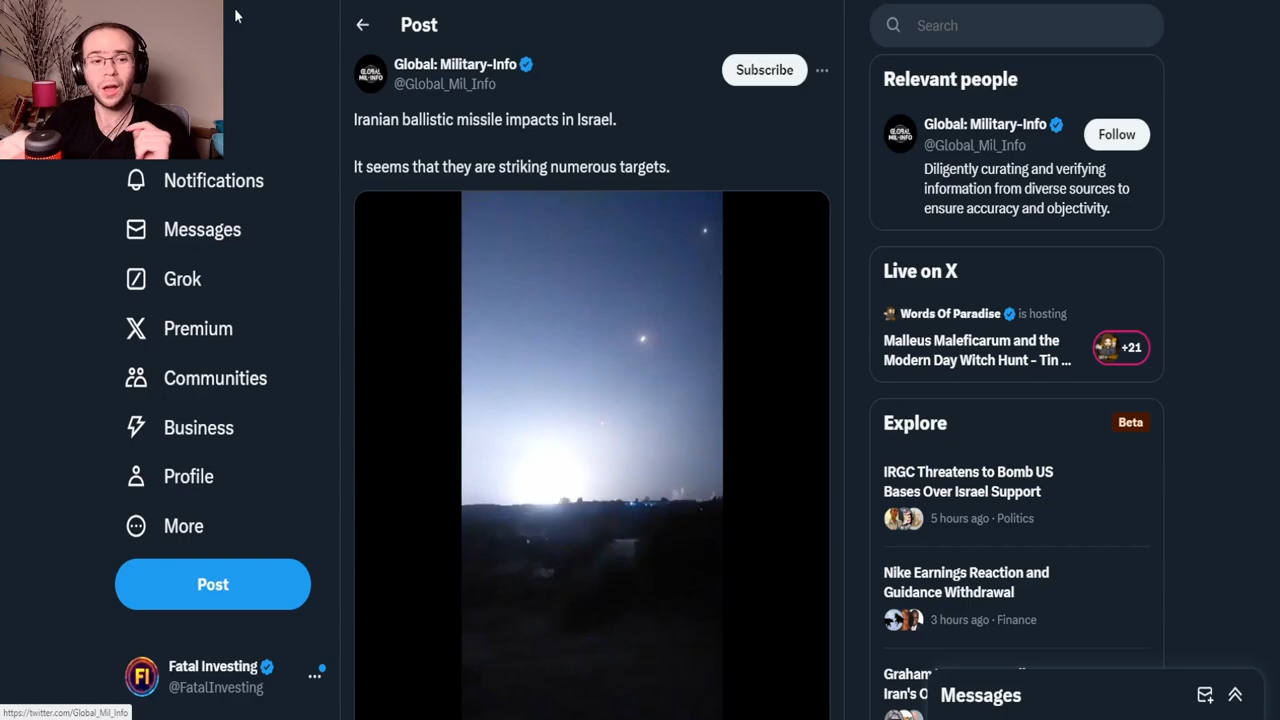 Post
Global: Military-Info
@Global_Mil_Info
Subscribe
Iranian ballistic missile impacts in Israel.
It seems that they are striking numerous targets.
Notifications
Messages
Grok
Premium
Communities
Business
Profile
More
Post
Fatal Investing
@FatalInvesting
https://twitter.com/Global_Mil_Info
Search
Relevant people
Global: Military-Info
@Global_Mil_Info
Follow
Diligently curating and verifying
information from diverse sources to
ensure accuracy and objectivity.
Live on X
Words Of Paradise is hosting
Malleus Maleficarum and the
Modern Day Witch Hunt - Tin ...
+21
Explore
Beta
IRGC Threatens to Bomb US
Bases Over Israel Support
5 hours ago · Politics
Nike Earnings Reaction and
Guidance Withdrawal
3 hours ago · Finance
Iran's
Messages